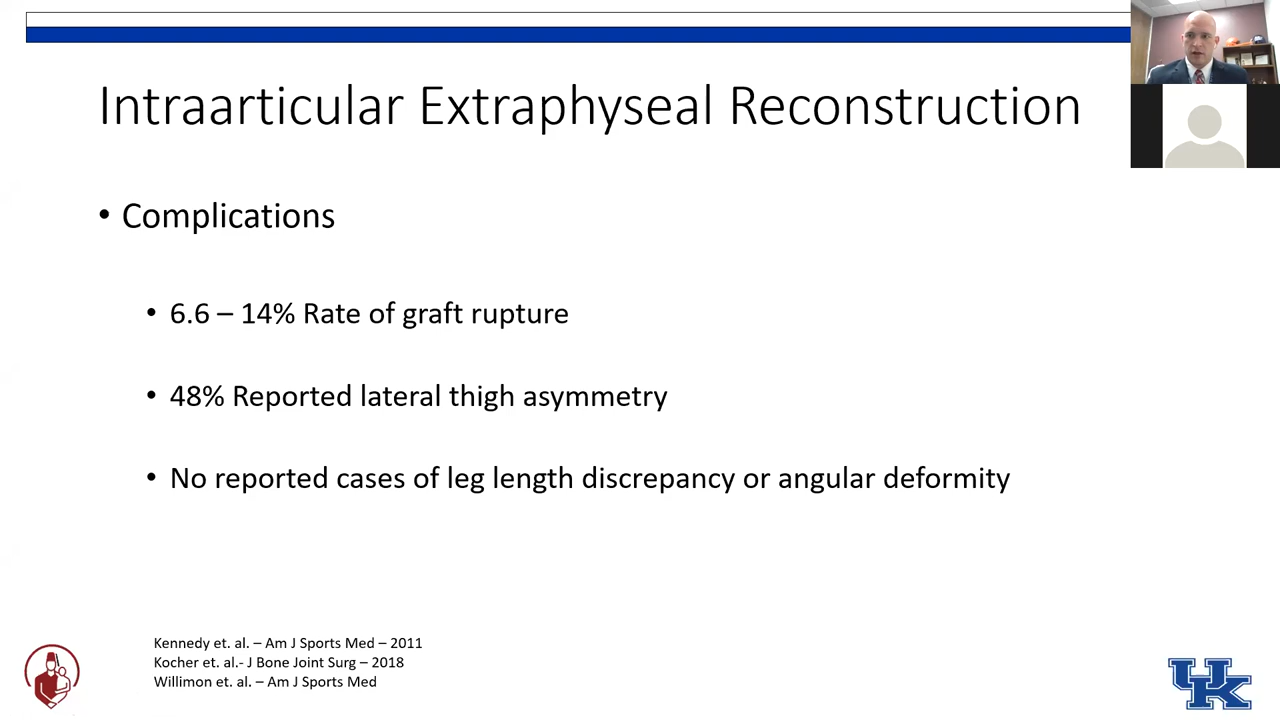 Intraarticular Extraphyseal Reconstruction
• Complications
• 6.6 – 14% Rate of graft rupture
• 48% Reported lateral thigh asymmetry
• No reported cases of leg length discrepancy or angular deformity
Kennedy et. al. – Am J Sports Med – 2011
Kocher et. al.- J Bone Joint Surg – 2018
Willimon et. al. – Am J Sports Med
UK